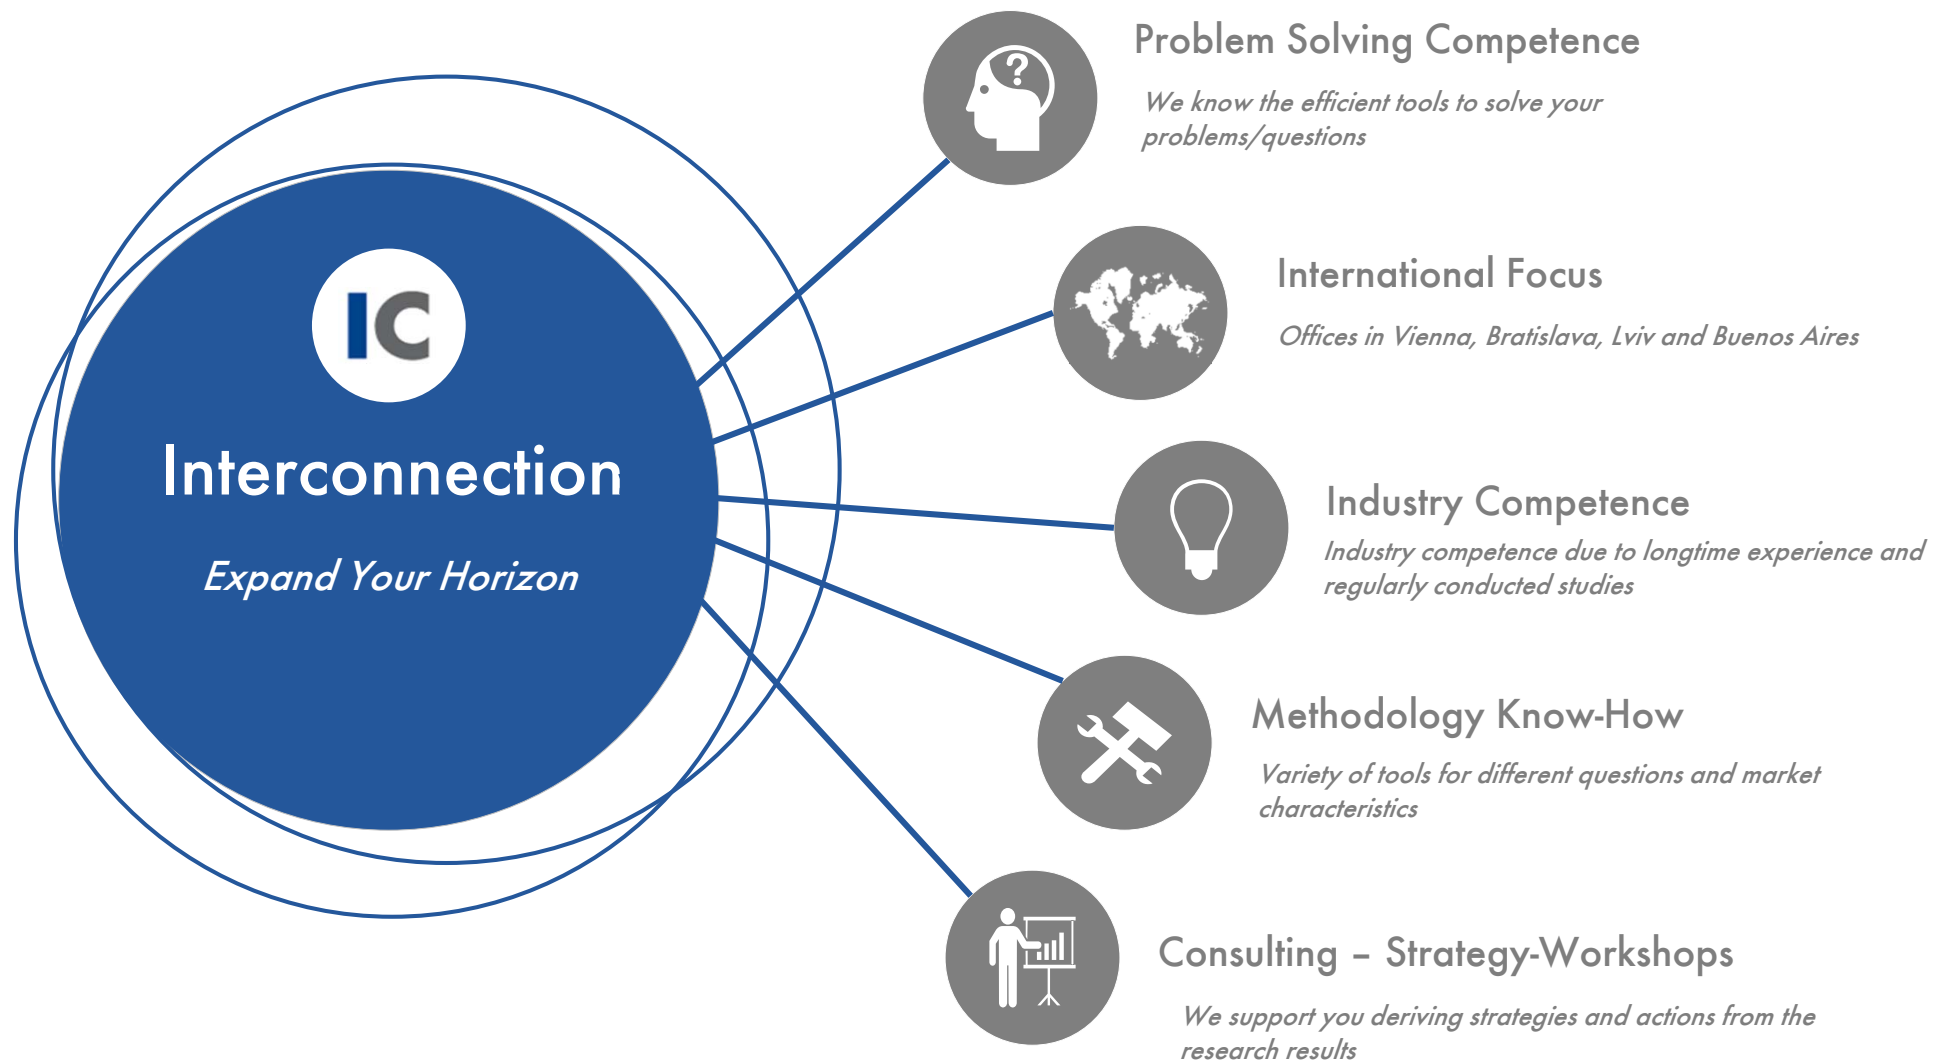 IC
Interconnection
Expand Your Horizon
Problem Solving Competence
We know the efficient tools to solve your
problems/questions
International Focus
Offices in Vienna, Bratislava, Lviv and Buenos Aires
Industry Competence
Industry competence due to longtime experience and
regularly conducted studies
Methodology Know-How
Variety of tools for different questions and market
characteristics
Consulting – Strategy-Workshops
We support you deriving strategies and actions from the
research results